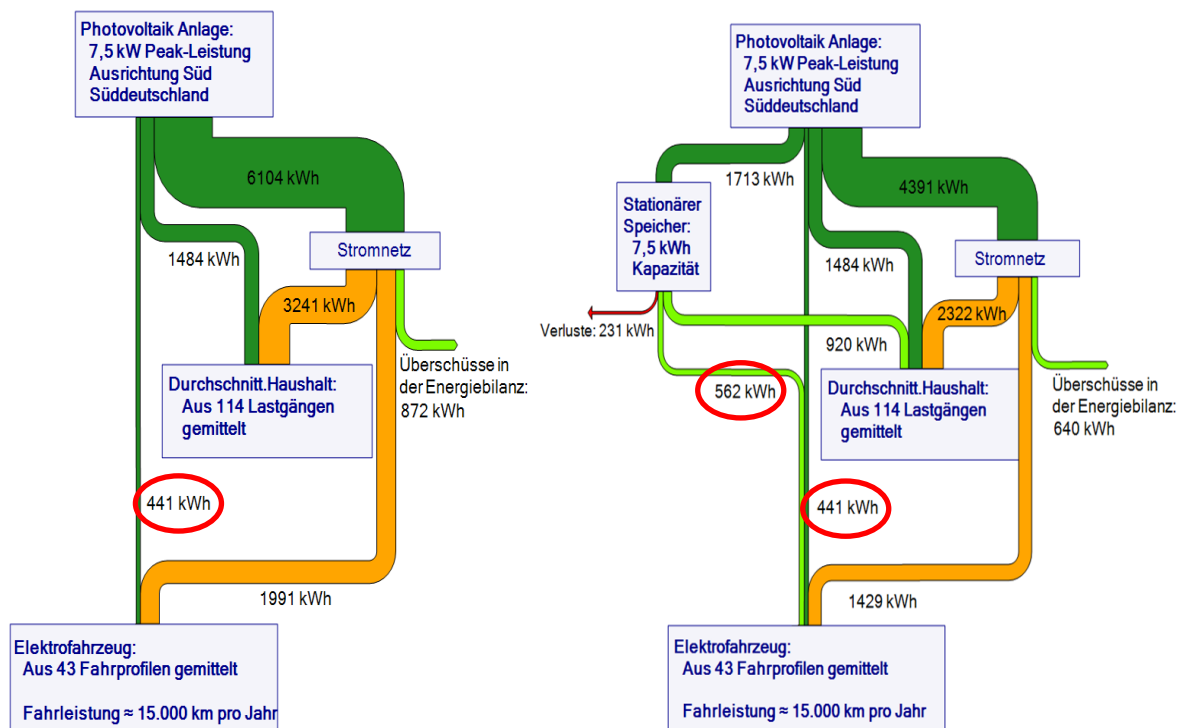 Photovoltaik Anlage:
7,5 kW Peak-Leistung
Ausrichtung Süd
Süddeutschland
6104 kWh
Stromnetz
1484 kWh
3241 kWh
Überschüsse in
der Energiebilanz:
872 kWh
Durchschnitt.Haushalt:
Aus 114 Lastgängen
gemittelt
441 kWh
1991 kWh
Elektrofahrzeug:
Aus 43 Fahrprofilen gemittelt
Fahrleistung ≈ 15.000 km pro Jahr
Photovoltaik Anlage:
7,5 kW Peak-Leistung
Ausrichtung Süd
Süddeutschland
1713 kWh
4391 kWh
Stationärer
Speicher:
7,5 kWh
Kapazität
Stromnetz
1484 kWh
2322 kWh
Verluste: 231 kWh
920 kWh
Überschüsse in
der Energiebilanz:
640 kWh
562 kWh
Durchschnitt.Haushalt:
Aus 114 Lastgängen
gemittelt
441 kWh
1429 kWh
Elektrofahrzeug:
Aus 43 Fahrprofilen gemittelt
Fahrleistung ≈ 15.000 km pro Jahr